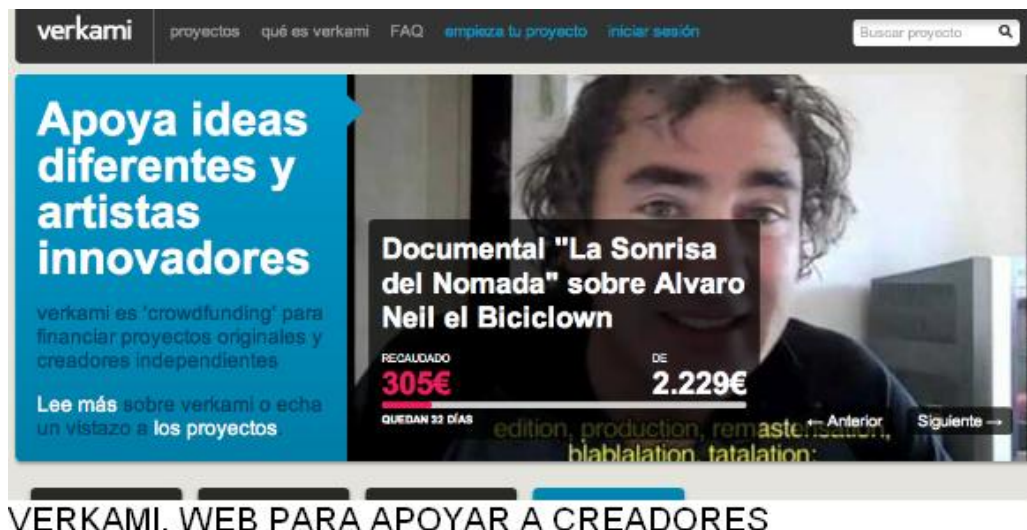 verkami proyectos qué es verkami FAQ empieza tu proyecto iniciar sesión Buscar proyecto
Apoya ideas
diferentes y
artistas
innovadores
verkami es 'crowdfunding' para
financiar proyectos originales y
creadores independientes
Lee más sobre verkami o echa
un vistazo a los proyectos.
Documental "La Sonrisa
del Nomada" sobre Alvaro
Neil el Biciclown
RECAUDADO DE
305€ 2.229€
QUEDAN 32 DÍAS
← Anterior Siguiente →
edition, production, remasterisation,
blablalation, tatalation:
VERKAMI, WEB PARA APOYAR A CREADORES